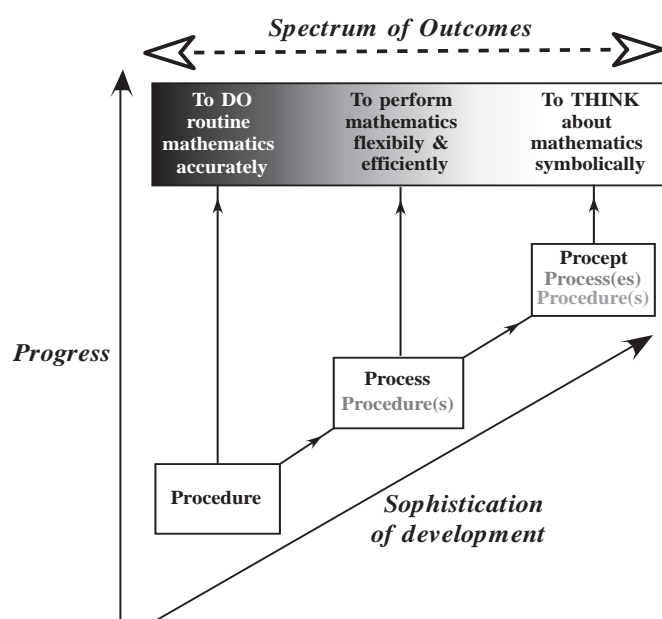 Spectrum of Outcomes
To DO
routine
mathematics
accurately
To perform
mathematics
flexibily &
efficiently
To THINK
about
mathematics
symbolically
Procept
Process(es)
Procedure(s)
Progress
Process
Procedure(s)
Procedure
Sophistication
of development